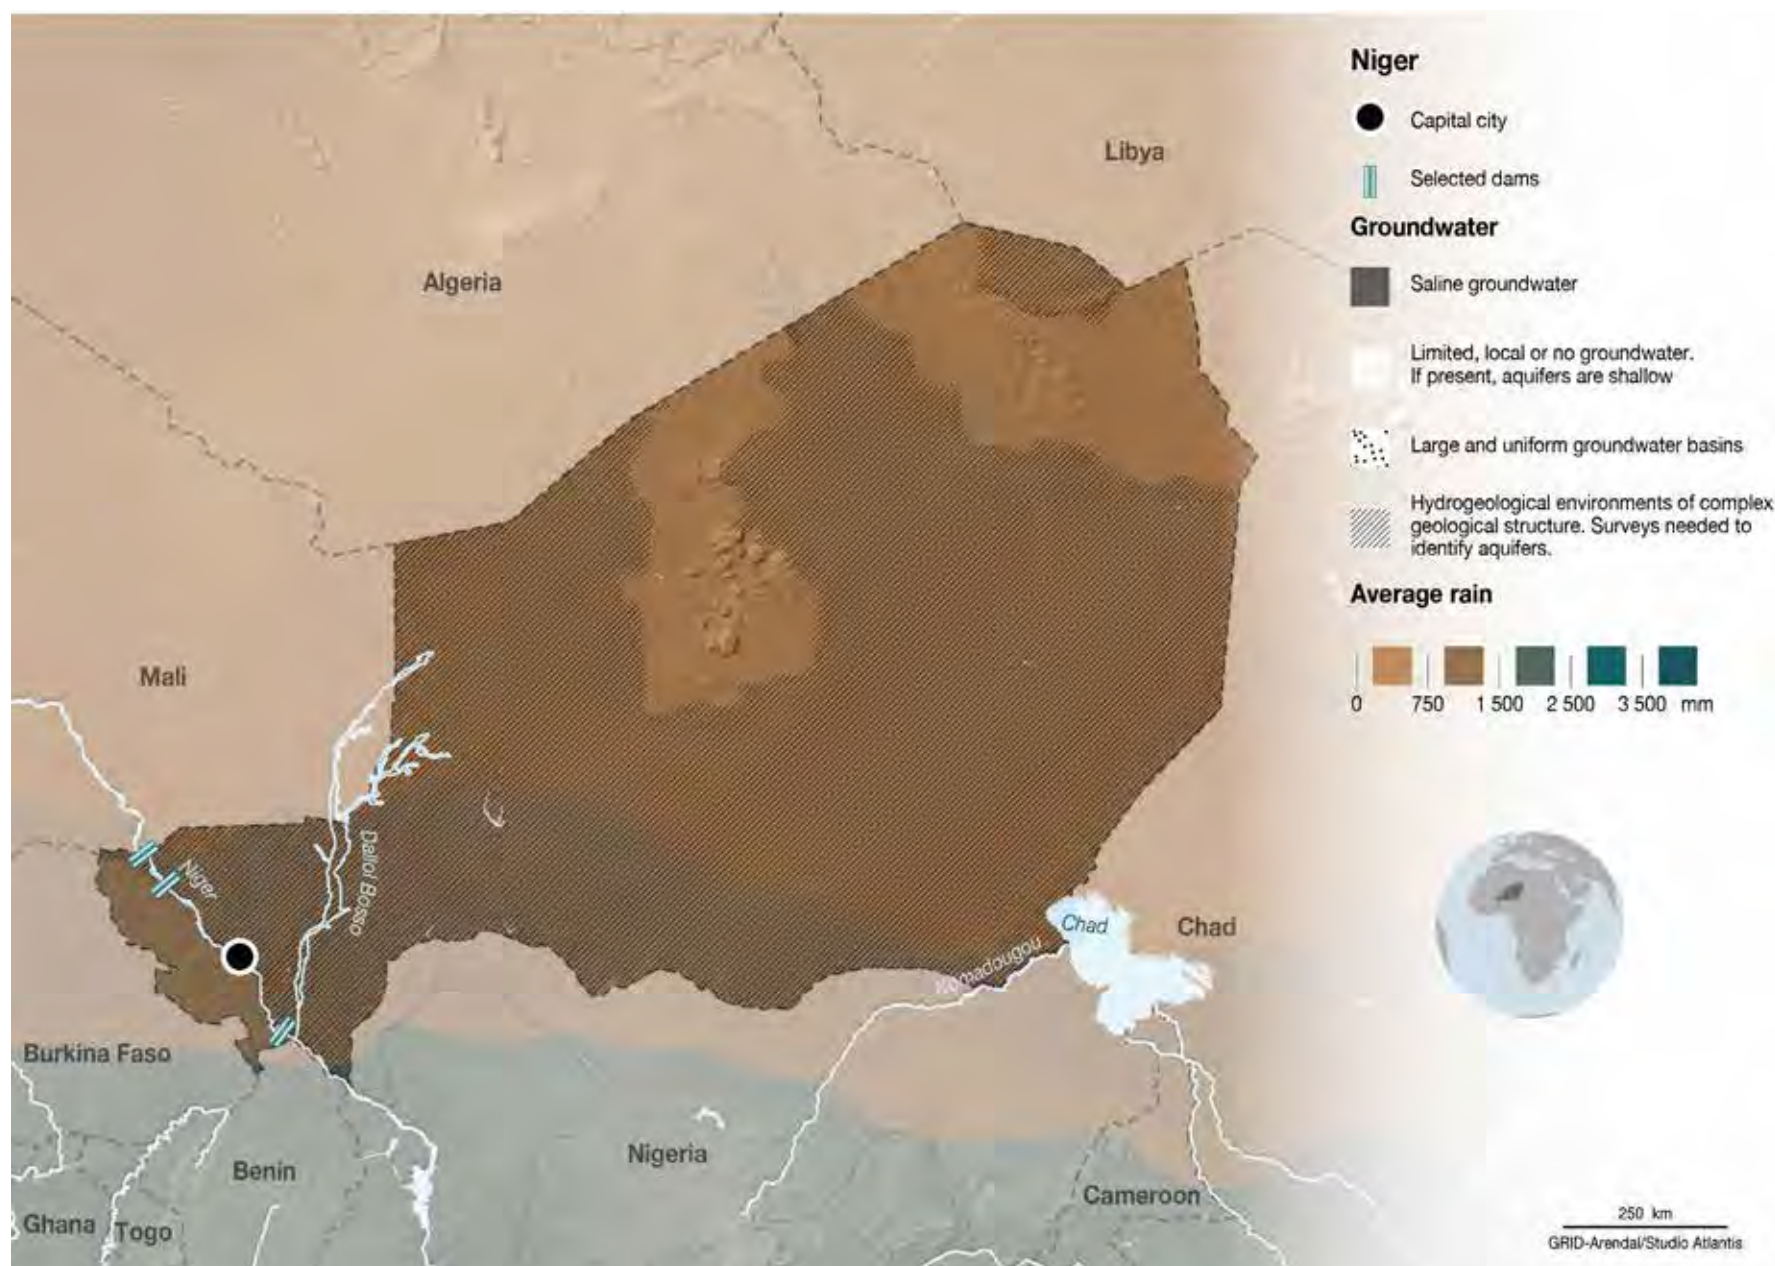 Niger
Capital city
Selected dams
Groundwater
Saline groundwater
Limited, local or no groundwater.
If present, aquifers are shallow
Large and uniform groundwater basins
Hydrogeological environments of complex
geological structure. Surveys needed to
identify aquifers.
Average rain
0 750 1 500 2 500 3 500 mm
Libya
Algeria
Mali
Niger
Dallol Bosso
Chad
Chad
Komadougou
Burkina Faso
Nigeria
Benin
Cameroon
Ghana
Togo
250 km
GRID-Arendal/Studio Atlantis